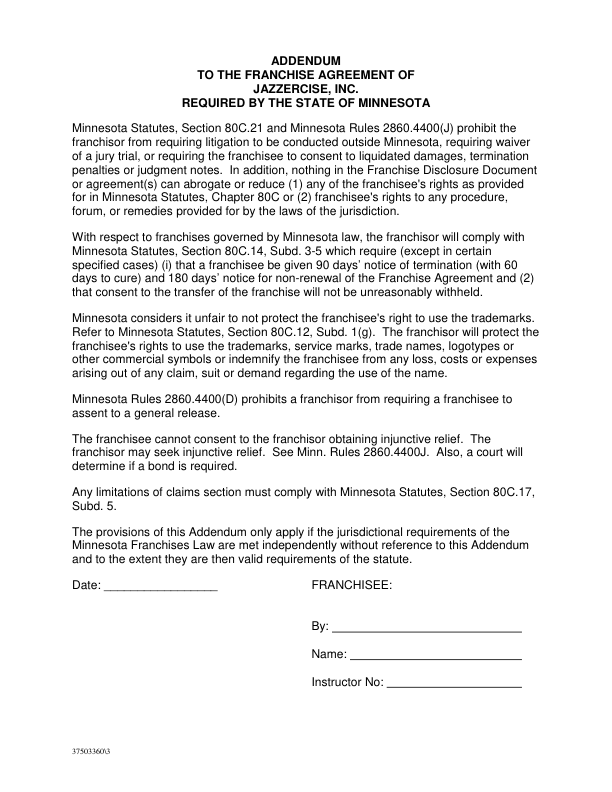 ADDENDUM
TO THE FRANCHISE AGREEMENT OF
JAZZERCISE, INC.
REQUIRED BY THE STATE OF MINNESOTA
Minnesota Statutes, Section 80C.21 and Minnesota Rules 2860.4400(J) prohibit the
franchisor from requiring litigation to be conducted outside Minnesota, requiring waiver
of a jury trial, or requiring the franchisee to consent to liquidated damages, termination
penalties or judgment notes.  In addition, nothing in the Franchise Disclosure Document
or agreement(s) can abrogate or reduce (1) any of the franchisee's rights as provided
for in Minnesota Statutes, Chapter 80C or (2) franchisee's rights to any procedure,
forum, or remedies provided for by the laws of the jurisdiction.
With respect to franchises governed by Minnesota law, the franchisor will comply with
Minnesota Statutes, Section 80C.14, Subd. 3-5 which require (except in certain
specified cases) (i) that a franchisee be given 90 days’ notice of termination (with 60
days to cure) and 180 days’ notice for non-renewal of the Franchise Agreement and (2)
that consent to the transfer of the franchise will not be unreasonably withheld.
Minnesota considers it unfair to not protect the franchisee's right to use the trademarks.
Refer to Minnesota Statutes, Section 80C.12, Subd. 1(g).  The franchisor will protect the
franchisee's rights to use the trademarks, service marks, trade names, logotypes or
other commercial symbols or indemnify the franchisee from any loss, costs or expenses
arising out of any claim, suit or demand regarding the use of the name.
Minnesota Rules 2860.4400(D) prohibits a franchisor from requiring a franchisee to
assent to a general release.
The franchisee cannot consent to the franchisor obtaining injunctive relief.  The
franchisor may seek injunctive relief.  See Minn. Rules 2860.4400J.  Also, a court will
determine if a bond is required.
Any limitations of claims section must comply with Minnesota Statutes, Section 80C.17,
Subd. 5.
The provisions of this Addendum only apply if the jurisdictional requirements of the
Minnesota Franchises Law are met independently without reference to this Addendum
and to the extent they are then valid requirements of the statute.
Date: _________________ FRANCHISEE:
By: _____________________________
Name: __________________________
Instructor No: ____________________
37503360\3